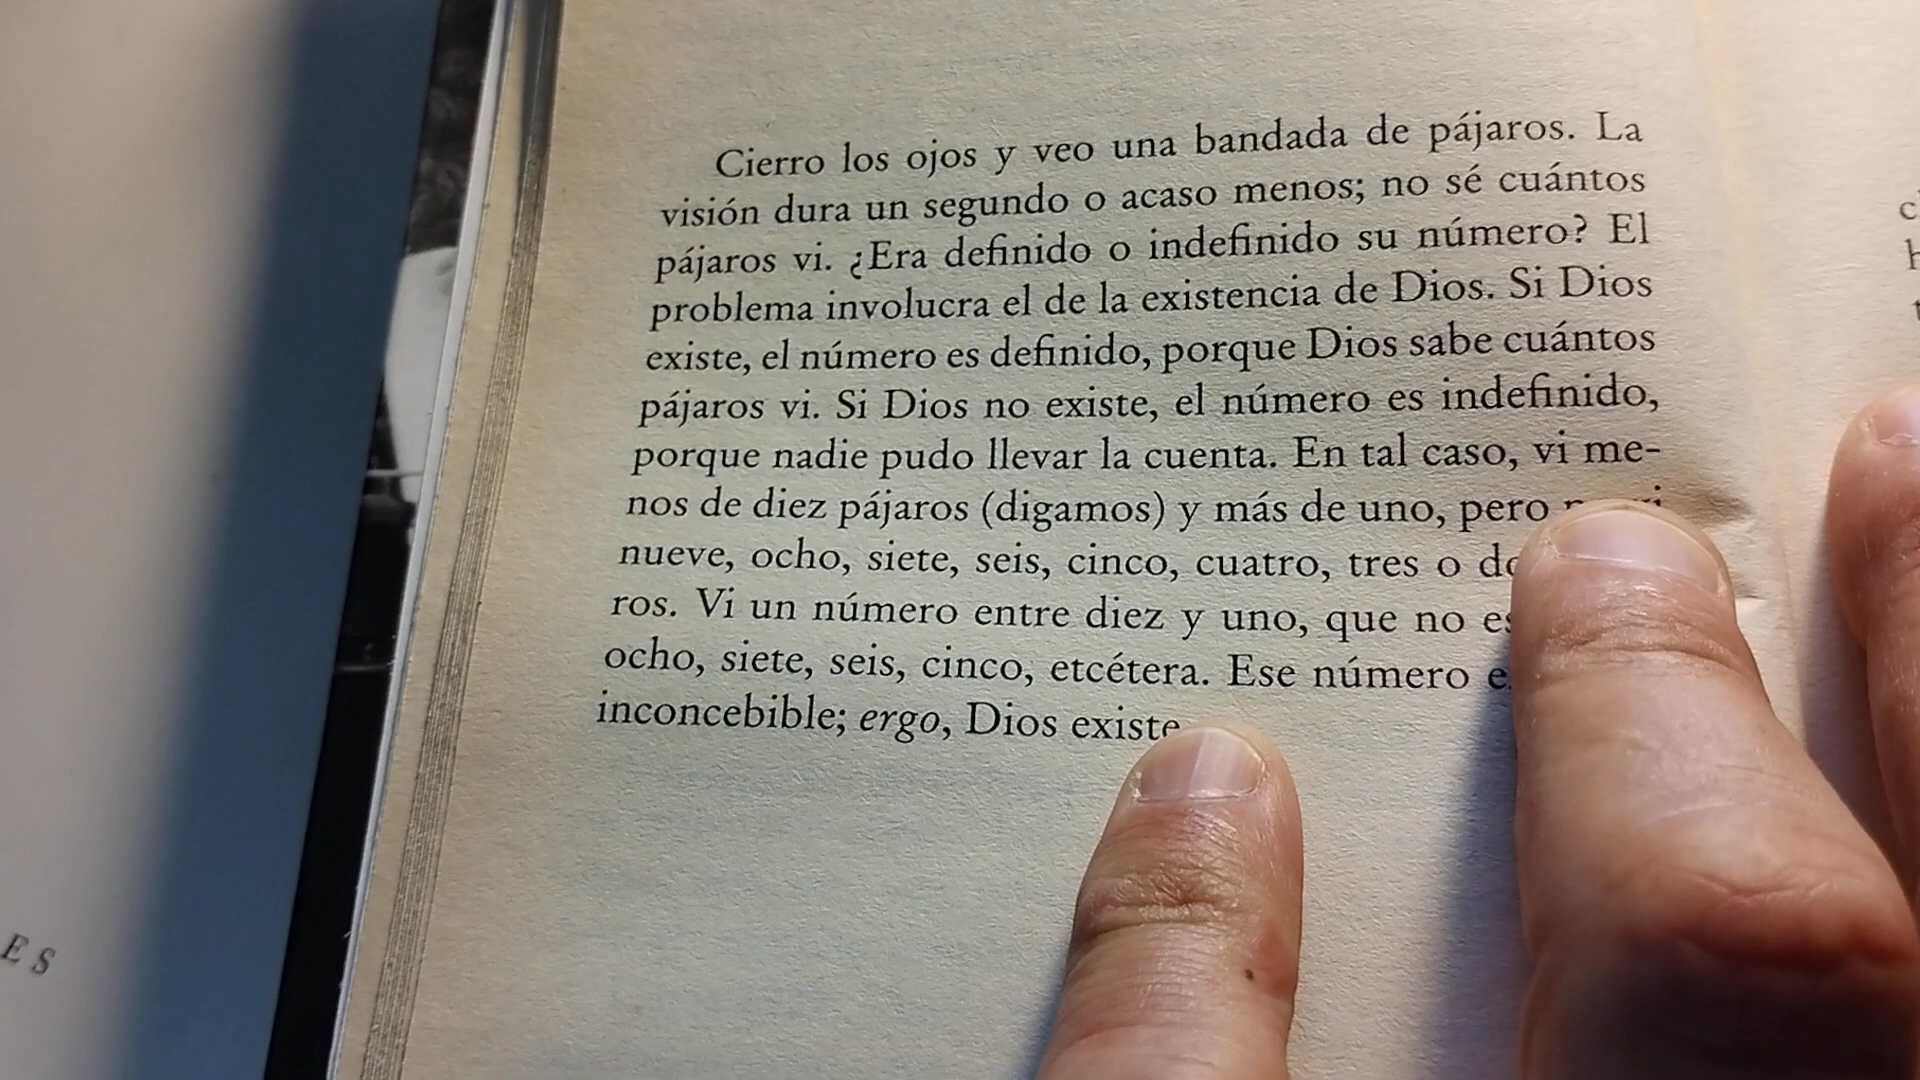 Cierro los ojos y veo una bandada de pájaros. La
visión dura un segundo o acaso menos; no sé cuántos
pájaros vi. ¿Era definido o indefinido su número? El
problema involucra el de la existencia de Dios. Si Dios
existe, el número es definido, porque Dios sabe cuántos
pájaros vi. Si Dios no existe, el número es indefinido,
porque nadie pudo llevar la cuenta. En tal caso, vi me-
nos de diez pájaros (digamos) y más de uno, pero
nueve, ocho, siete, seis, cinco, cuatro, tres o
ros. Vi un número entre diez y uno, que no
ocho, siete, seis, cinco, etcétera. Ese número
inconcebible; ergo, Dios existe